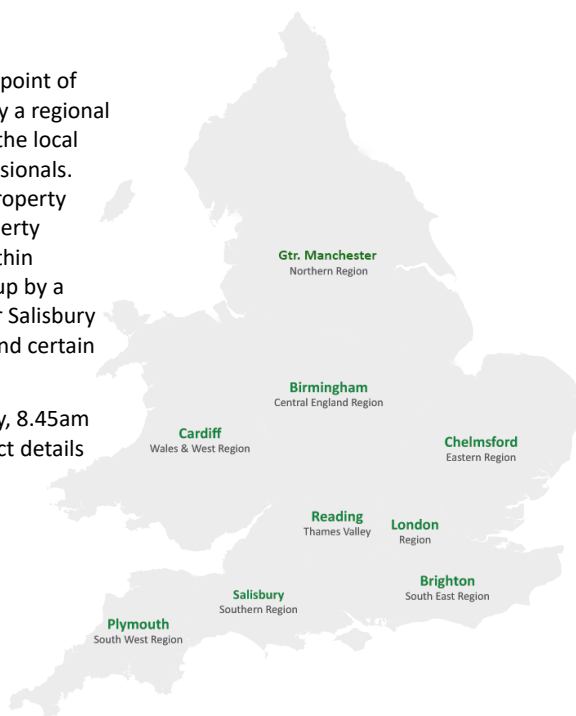 point of
y a regional
the local
sionals.
roperty
erty
thin
up by a
r Salisbury
nd certain
y, 8.45am
ct details
Gtr. Manchester
Northern Region
Birmingham
Central England Region
Cardiff
Wales & West Region
Chelmsford
Eastern Region
Reading
Thames Valley
London
Region
Brighton
South East Region
Salisbury
Southern Region
Plymouth
South West Region